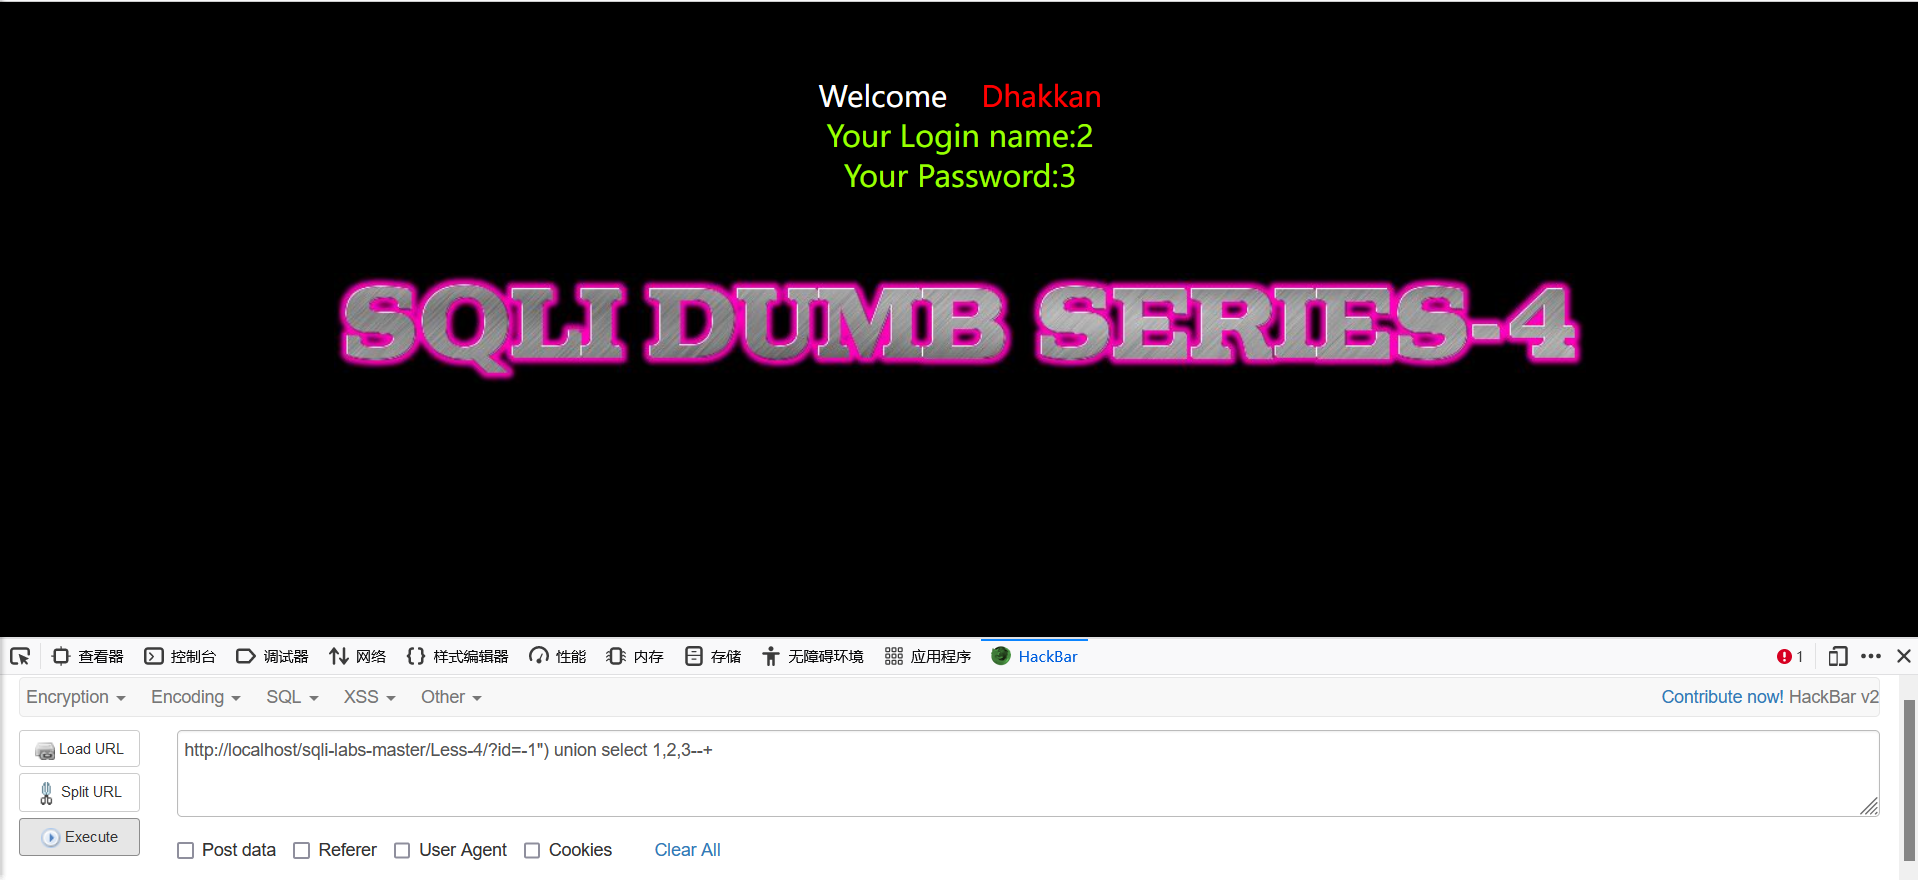 Welcome Dhakkan
Your Login name:2
Your Password:3
SQLI DUMB SERIES-4
查看器 控制台 调试器 网络 样式编辑器 性能 内存 存储 无障碍环境 应用程序 HackBar 1
Encryption Encoding SQL XSS Other Contribute now! HackBar v2
Load URL http://localhost/sqli-labs-master/Less-4/?id=-1") union select 1,2,3--+
Split URL
Execute
Post data Referer User Agent Cookies Clear All